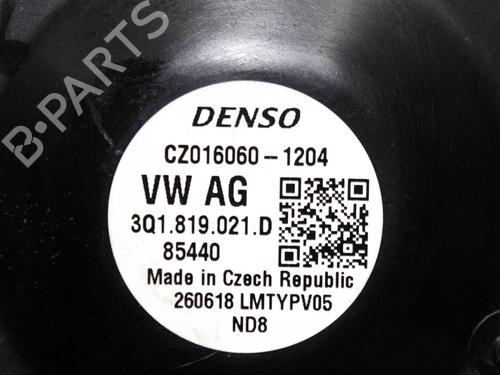 DENSO
CZ016060-1204
VW AG
3Q1.819.021.D
85440
Made in Czech Republic
260618 LMTYPV05
ND8
B-PARTS